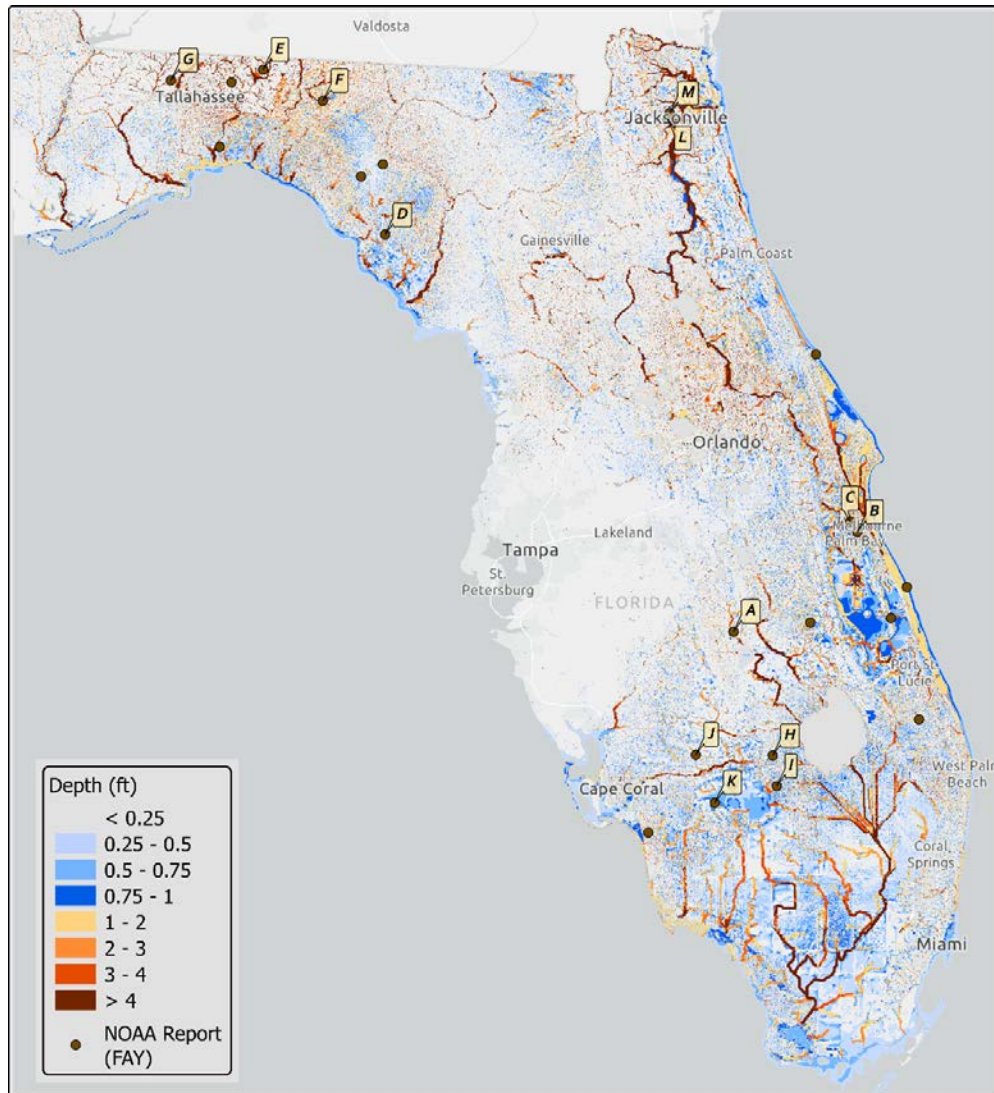 Valdosta
G
E
F
Tallahassee
M
Jacksonville
L
D
Gainesville
Palm Coast
Orlando
C
B
Melbourne
Palm Bay
Lakeland
Tampa
St.
Petersburg
FLORIDA
A
Port St.
Lucie
J
H
I
K
West Palm
Beach
Cape Coral
Coral
Springs
Miami
Depth (ft)
< 0.25
0.25 - 0.5
0.5 - 0.75
0.75 - 1
1 - 2
2 - 3
3 - 4
> 4
NOAA Report
(FAY)